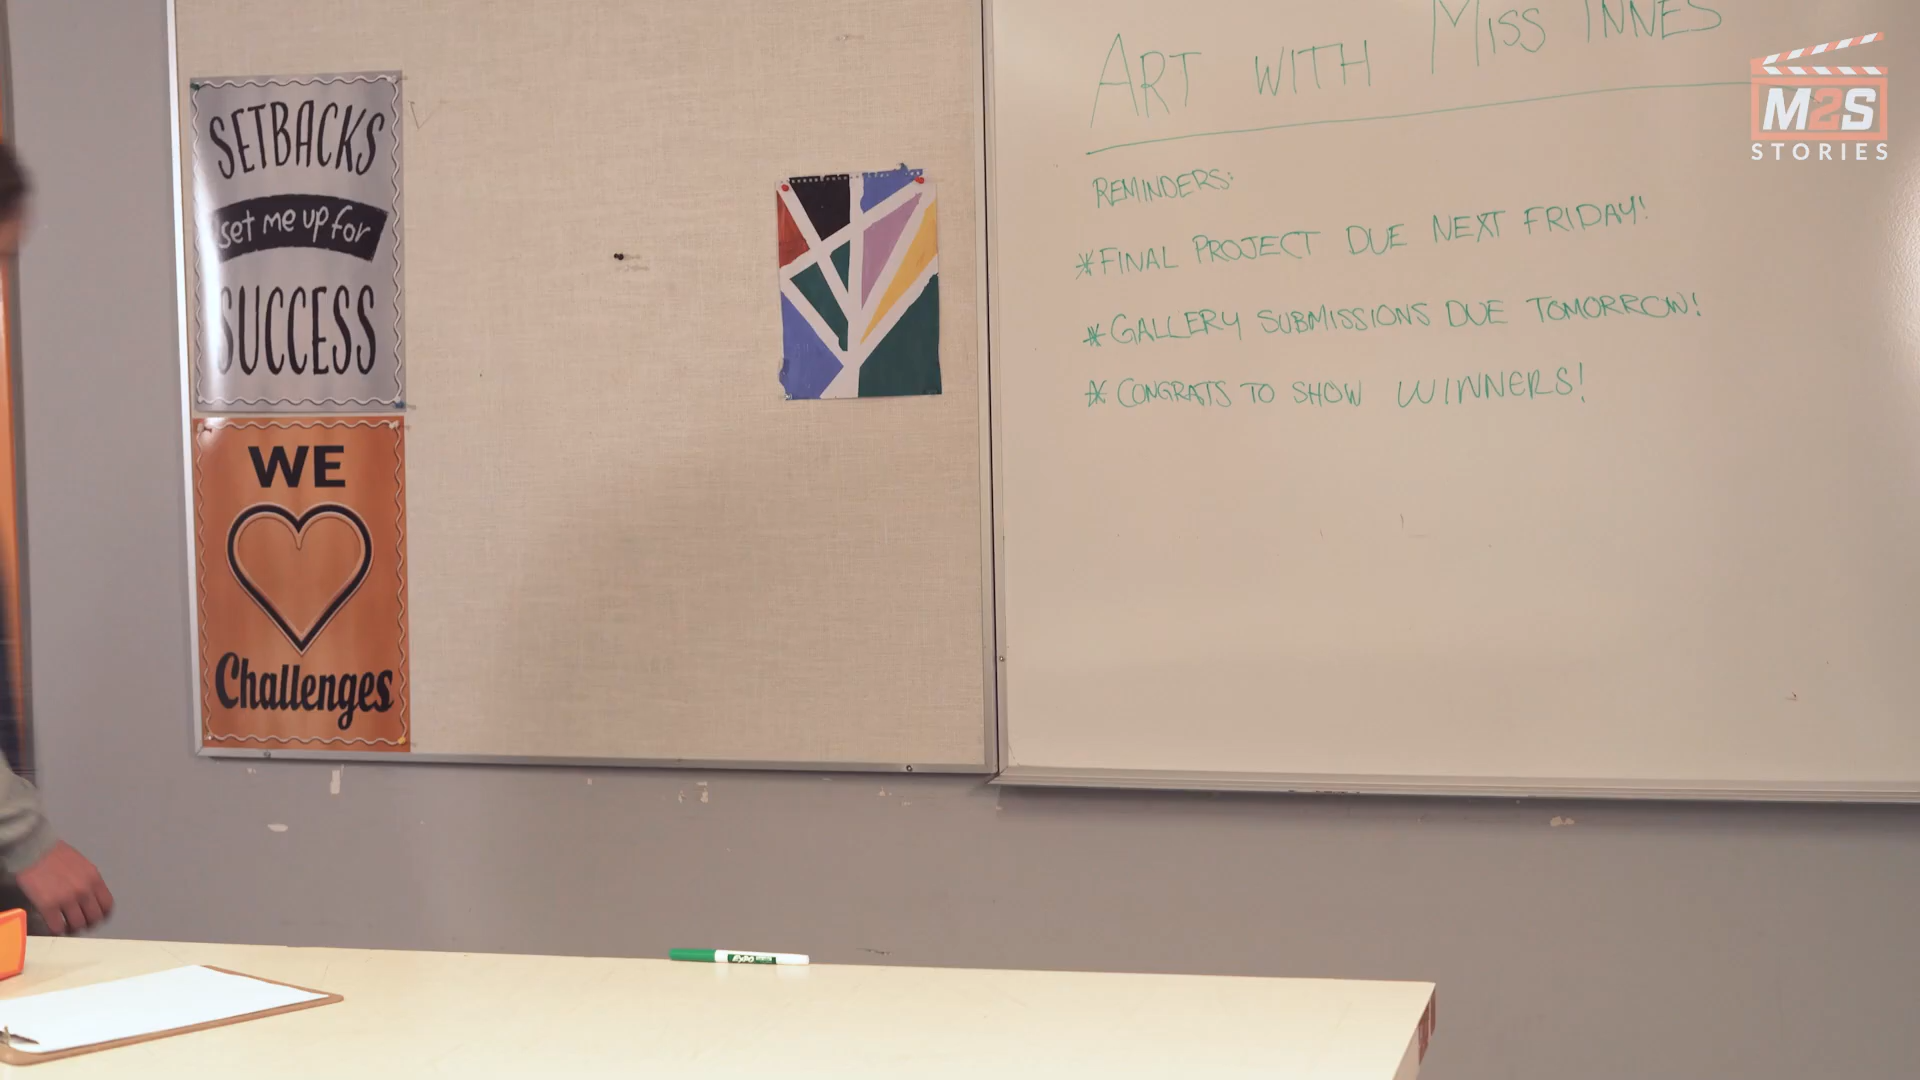 SETBACKS
set me up for
SUCCESS
WE
Challenges
ART WITH MISS INNES
REMINDERS:
*FINAL PROJECT DUE NEXT FRIDAY!
*GALLERY SUBMISSIONS DUE TOMORROW!
*CONGRATS TO SHOW WINNERS!
M2S
STORIES
EXPO